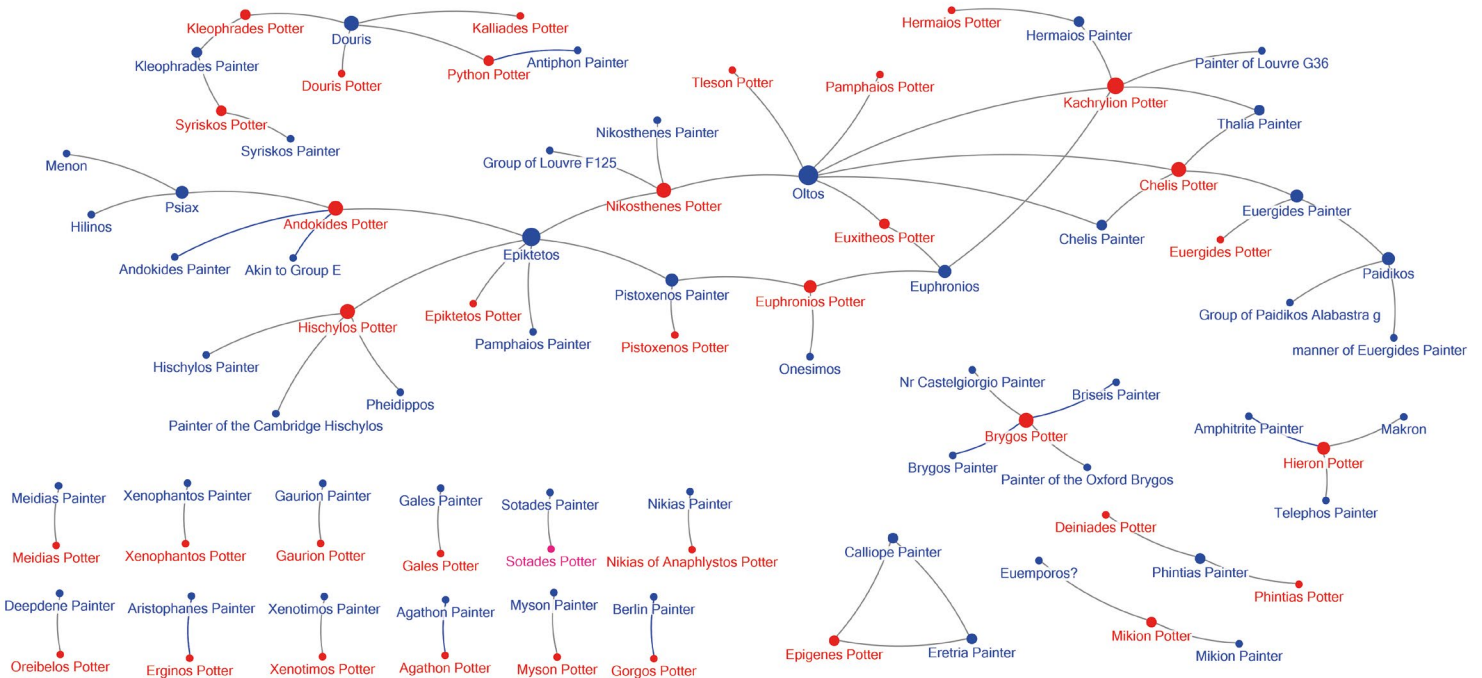 Kleophrades Potter
Douris
Kalliades Potter
Hermaios Potter
Hermaios Painter
Kleophrades Painter
Douris Potter
Python Potter
Antiphon Painter
Painter of Louvre G36
Tleson Potter
Pamphaios Potter
Kachrylion Potter
Syriskos Potter
Syriskos Painter
Nikosthenes Painter
Thalia Painter
Menon
Group of Louvre F125
Psiax
Oltos
Chelis Potter
Hilinos
Andokides Potter
Nikosthenes Potter
Euergides Painter
Andokides Painter
Akin to Group E
Epiktetos
Euxitheos Potter
Chelis Painter
Euergides Potter
Paidikos
Pistoxenos Painter
Euphronios Potter
Euphronios
Hischylos Potter
Epiktetos Potter
Group of Paidikos Alabastra g
Pamphaios Painter
Pistoxenos Potter
manner of Euergides Painter
Hischylos Painter
Onesimos
Pheidippos
Painter of the Cambridge Hischylos
Nr Castelgiorgio Painter
Briseis Painter
Brygos Potter
Amphitrite Painter
Makron
Brygos Painter
Painter of the Oxford Brygos
Hieron Potter
Telephos Painter
Meidias Painter
Xenophantos Painter
Gaurion Painter
Gales Painter
Sotades Painter
Nikias Painter
Meidias Potter
Xenophantos Potter
Gaurion Potter
Gales Potter
Sotades Potter
Nikias of Anaphlystos Potter
Calliope Painter
Deiniades Potter
Euemporos?
Phintias Painter
Phintias Potter
Deepdene Painter
Aristophanes Painter
Xenotimos Painter
Agathon Painter
Myson Painter
Berlin Painter
Oreibelos Potter
Erginos Potter
Xenotimos Potter
Agathon Potter
Myson Potter
Gorgos Potter
Epigenes Potter
Eretria Painter
Mikion Potter
Mikion Painter